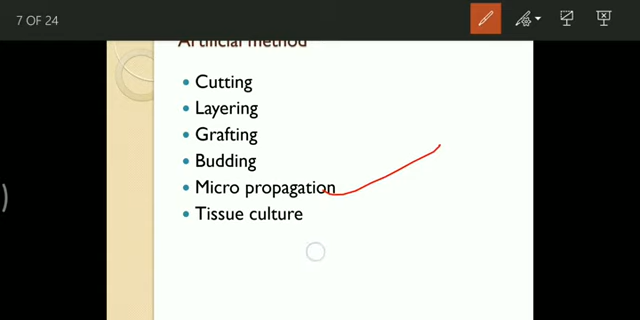 7 OF 24
Artificial method
Cutting
Layering
Grafting
Budding
Micro propagation
Tissue culture